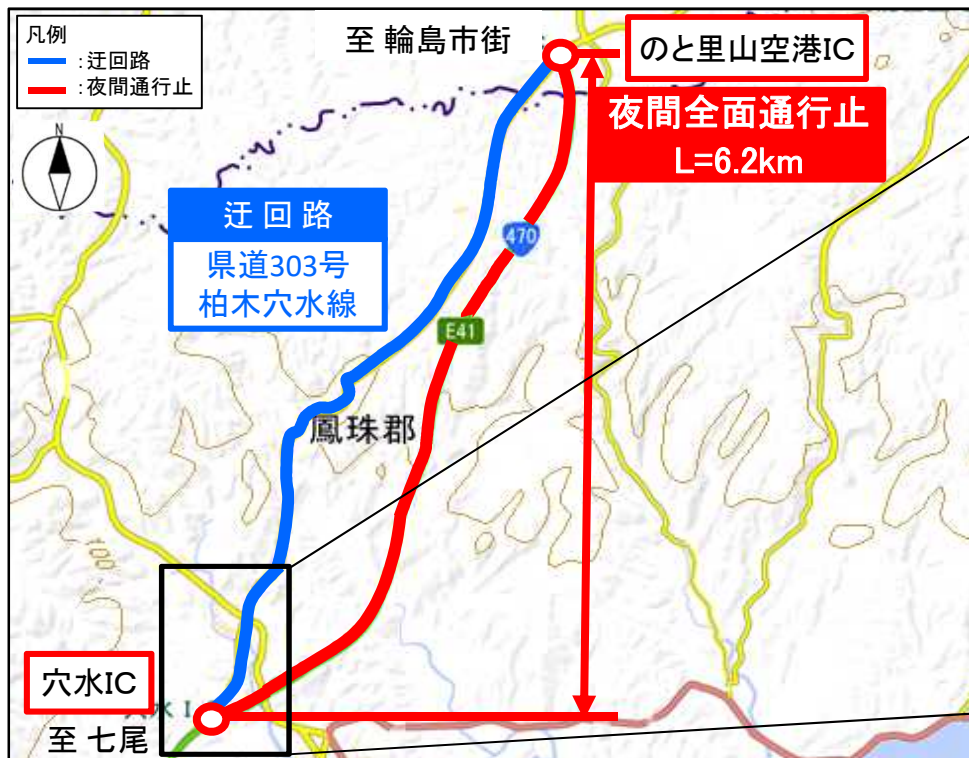 凡例
:迂回路
:夜間通行止
至 輪島市街
のと里山空港IC
夜間全面通行止
L=6.2km
N
迂回路
県道303号
柏木穴水線
470
E41
鳳珠郡
100
穴水IC
穴水 I
至 七尾